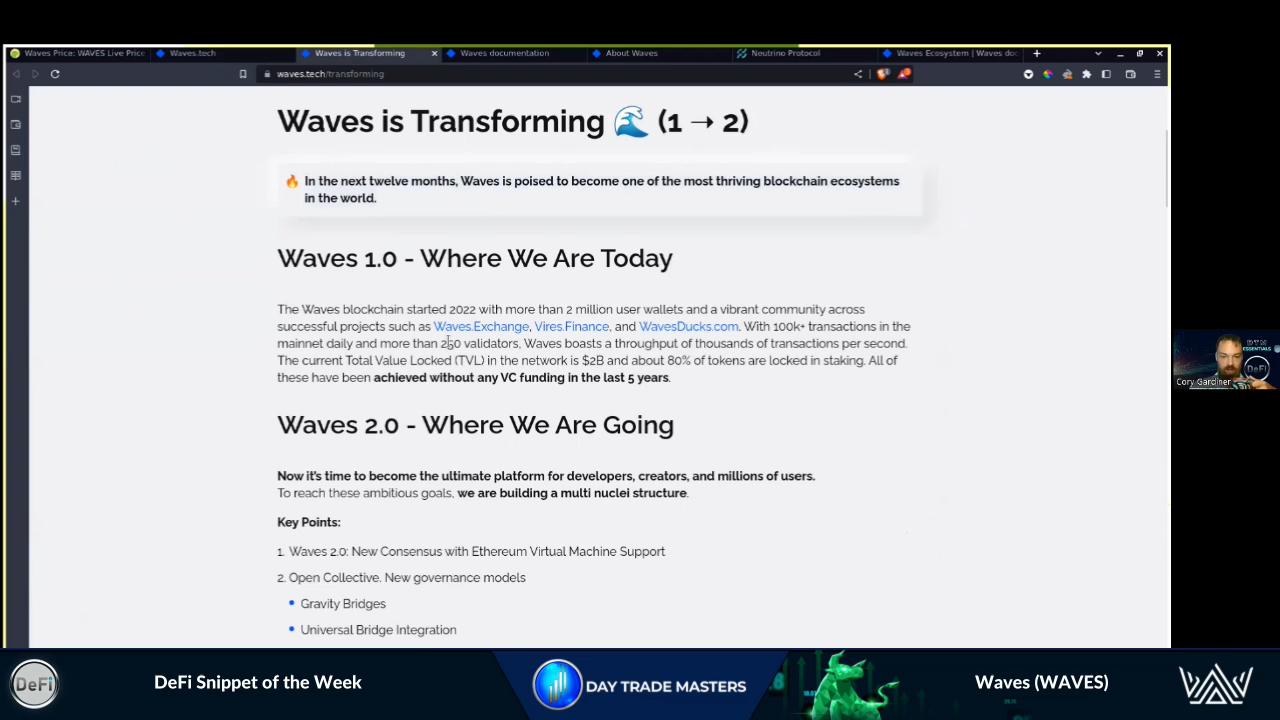 Waves Price: WAVES Live Price
Waves.tech
Waves is Transforming
Waves documentation
About Waves
Neutrino Protocol
Waves Ecosystem | Waves doc
waves.tech/transforming
Waves is Transforming 🌊 (1 → 2)
🔥 In the next twelve months, Waves is poised to become one of the most thriving blockchain ecosystems
in the world.
Waves 1.0 - Where We Are Today
The Waves blockchain started 2022 with more than 2 million user wallets and a vibrant community across
successful projects such as Waves.Exchange, Vires.Finance, and WavesDucks.com. With 100k+ transactions in the
mainnet daily and more than validators, Waves boasts a throughput of thousands of transactions per second.
The current Total Value Locked (TVL) in the network is $2B and about 80% of tokens are locked in staking. All of
these have been achieved without any VC funding in the last 5 years.
Waves 2.0 - Where We Are Going
Now it's time to become the ultimate platform for developers, creators, and millions of users.
To reach these ambitious goals, we are building a multi nuclei structure.
Key Points:
1. Waves 2.0: New Consensus with Ethereum Virtual Machine Support
2. Open Collective. New governance models
• Gravity Bridges
• Universal Bridge Integration
DTM
ESSENTIALS
DeFi
Cory Gardiner
DeFi
DeFi Snippet of the Week
DAY TRADE MASTERS
Waves (WAVES)